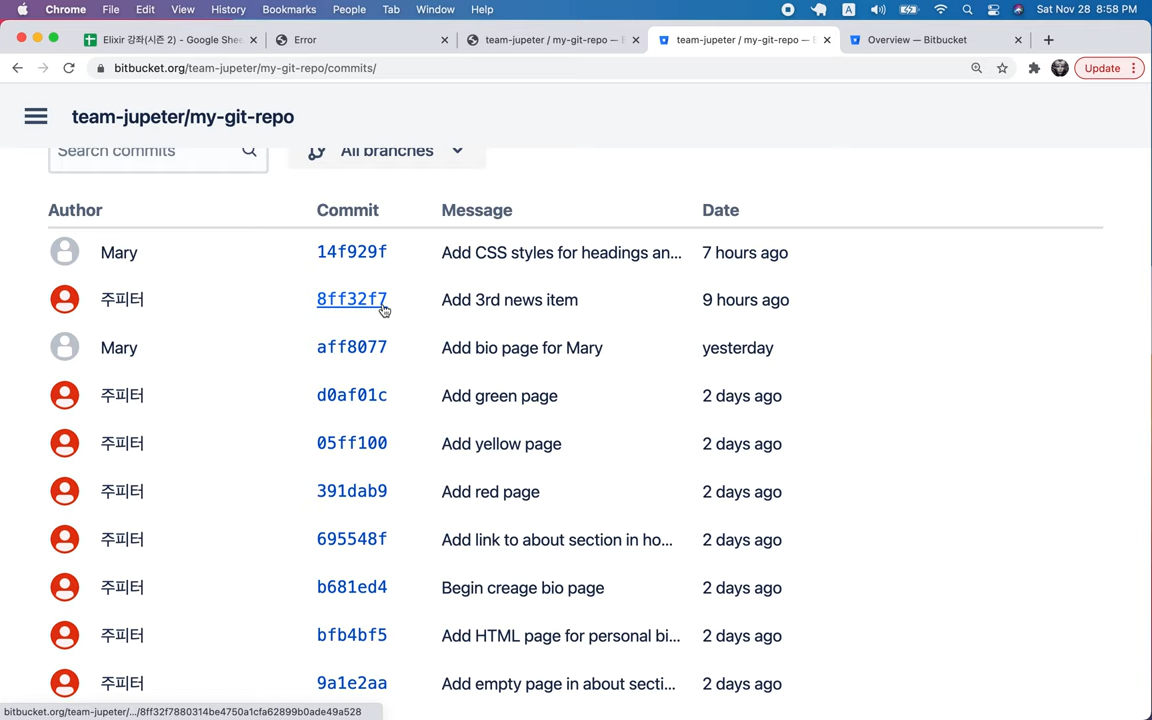 Chrome File Edit View History Bookmarks People Tab Window Help A Sat Nov 28 8:58 PM
Elixir 강좌(시즌 2) - Google Shee Error team-jupeter / my-git-repo — team-jupeter / my-git-repo — Overview — Bitbucket
bitbucket.org/team-jupeter/my-git-repo/commits/ Update
team-jupeter/my-git-repo
Search commits All branches
Author Commit Message Date
Mary 14f929f Add CSS styles for headings an... 7 hours ago
주피터 8ff32f7 Add 3rd news item 9 hours ago
Mary aff8077 Add bio page for Mary yesterday
주피터 d0af01c Add green page 2 days ago
주피터 05ff100 Add yellow page 2 days ago
주피터 391dab9 Add red page 2 days ago
주피터 695548f Add link to about section in ho... 2 days ago
주피터 b681ed4 Begin creage bio page 2 days ago
주피터 bfb4bf5 Add HTML page for personal bi... 2 days ago
주피터 9a1e2aa Add empty page in about secti... 2 days ago
bitbucket.org/team-jupeter/.../8ff32f7880314be4750a1cfa62899b0ade49a528